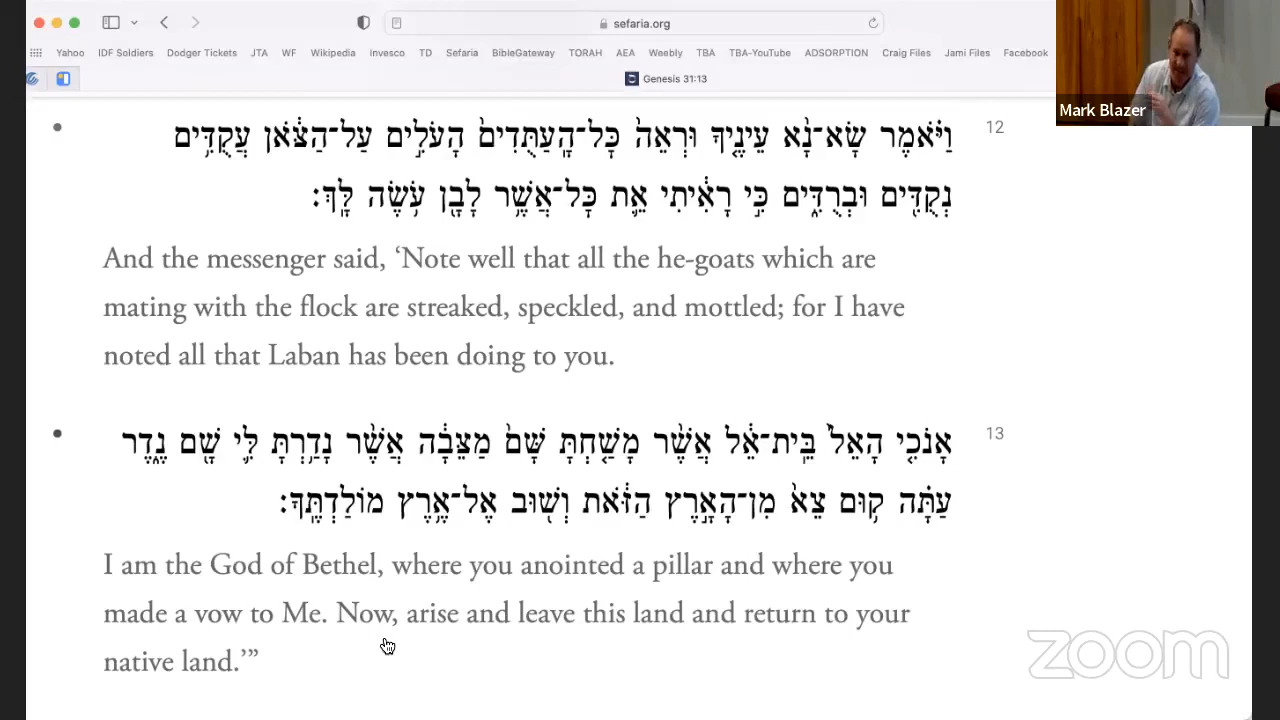 sefaria.org
Yahoo IDF Soldiers Dodger Tickets JTA WF Wikipedia Invesco TD Sefaria BibleGateway TORAH AEA Weebly TBA TBA-YouTube ADSORPTION Craig Files Jami Files Facebook
Genesis 31:13
Mark Blazer
12
וַיֹּ֗אמֶר שָׂא־נָ֨א עֵינֶ֤יךָ וּרְאֵה֙ כׇּל־הָֽעַתֻּדִים֙ הָעֹלִ֣ים עַל־הַצֹּ֔אן עֲקֻדִּ֥ים
נְקֻדִּ֖ים וּבְרֻדִּ֑ים כִּ֣י רָאִ֔יתִי אֵ֛ת כׇּל־אֲשֶׁ֥ר לָבָ֖ן עֹ֥שֶׂה לָּֽךְ׃
And the messenger said, ‘Note well that all the he-goats which are
mating with the flock are streaked, speckled, and mottled; for I have
noted all that Laban has been doing to you.
13
אָנֹכִ֤י הָאֵל֙ בֵּֽית־אֵ֔ל אֲשֶׁ֨ר מָשַׁ֤חְתָּ שָּׁם֙ מַצֵּבָ֔ה אֲשֶׁ֨ר נָדַ֥רְתָּ לִּ֛י שָׁ֖ם נֶ֑דֶר
עַתָּ֗ה ק֥וּם צֵא֙ מִן־הָאָ֣רֶץ הַזֹּ֔את וְשׁ֖וּב אֶל־אֶ֥רֶץ מוֹלַדְתֶּֽךָ׃
I am the God of Bethel, where you anointed a pillar and where you
made a vow to Me. Now, arise and leave this land and return to your
native land.’”
zoom